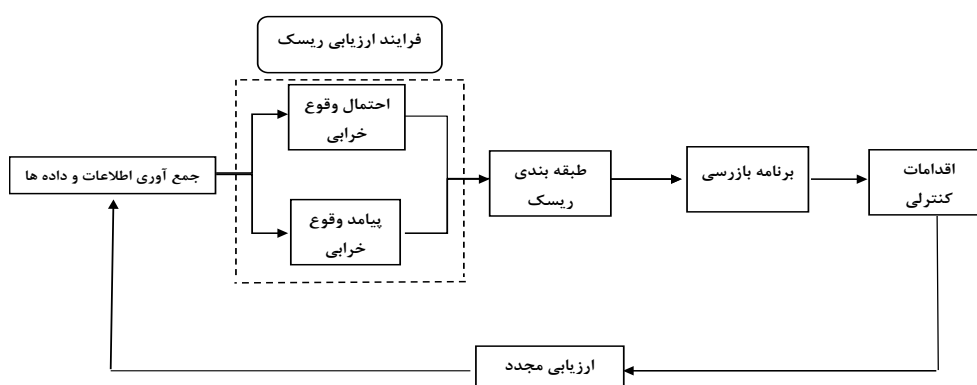 فرایند ارزیابی ریسک
احتمال وقوع
خرابی
جمع آوری اطلاعات و داده ها
طبقه بندی
ریسک
برنامه بازرسی
اقدامات
کنترلی
پیامد وقوع
خرابی
ارزیابی مجدد